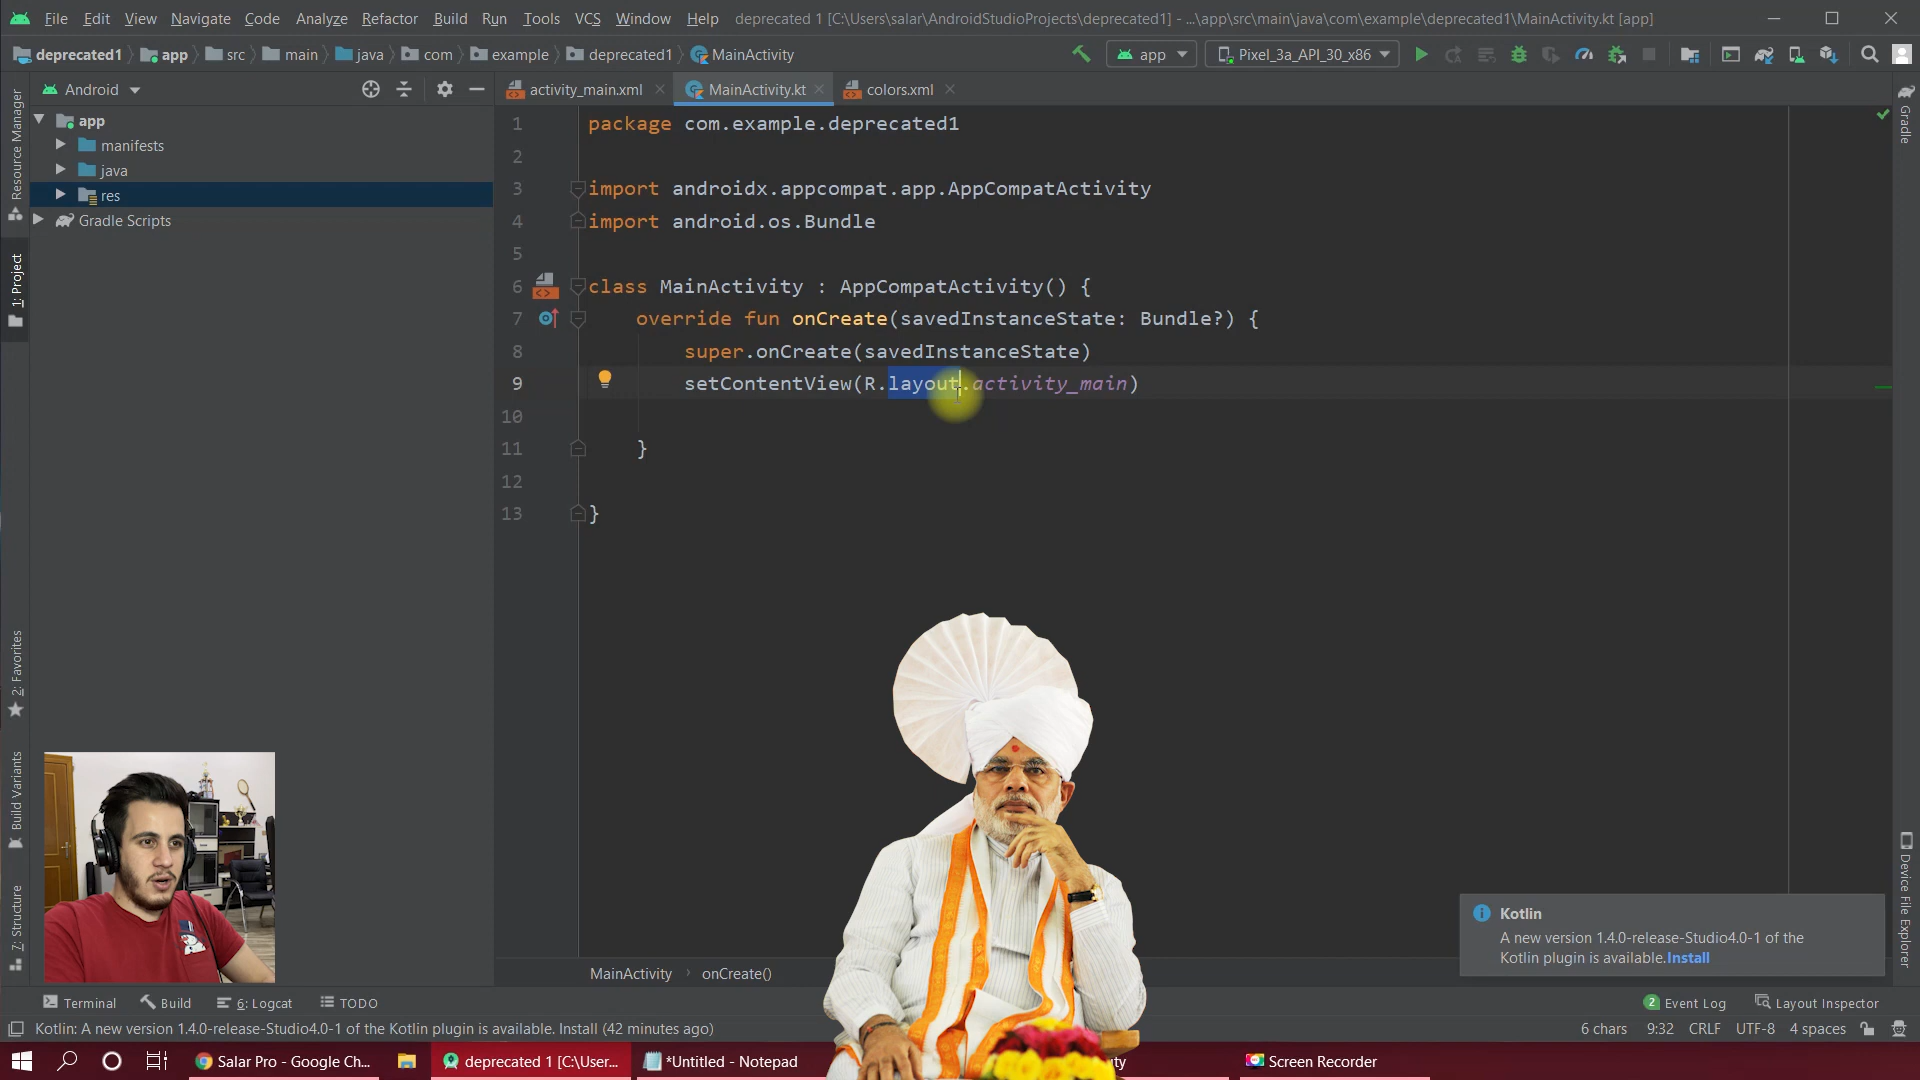 File Edit View Navigate Code Analyze Refactor Build Run Tools VCS Window Help deprecated 1 [C:\Users\salar\AndroidStudioProjects\deprecated1] - ...\app\src\main\java\com\example\deprecated1\MainActivity.kt [app]
deprecated1 app src main java com example deprecated1 MainActivity app Pixel_3a_API_30_x86
Android activity_main.xml MainActivity.kt colors.xml
app
manifests
java
res
Gradle Scripts
Resource Manager
1: Project
2: Favorites
Build Variants
7: Structure
Gradle
Device File Explorer
1 package com.example.deprecated1
2
3 import androidx.appcompat.app.AppCompatActivity
4 import android.os.Bundle
5
6 class MainActivity : AppCompatActivity() {
7 override fun onCreate(savedInstanceState: Bundle?) {
8 super.onCreate(savedInstanceState)
9 setContentView(R.layout.activity_main)
10
11 }
12
13 }
Kotlin
A new version 1.4.0-release-Studio4.0-1 of the
Kotlin plugin is available. Install
MainActivity onCreate()
Terminal Build 6: Logcat TODO 2 Event Log Layout Inspector
Kotlin: A new version 1.4.0-release-Studio4.0-1 of the Kotlin plugin is available. Install (42 minutes ago) 6 chars 9:32 CRLF UTF-8 4 spaces
Salar Pro - Google Ch... deprecated 1 [C:\User... *Untitled - Notepad Screen Recorder